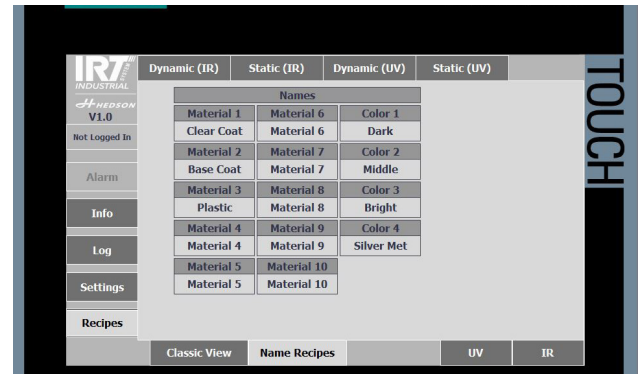 IRT SYSTEM
INDUSTRIAL
HEDSON
V1.0
Not Logged In
Alarm
Info
Log
Settings
Recipes
Dynamic (IR) Static (IR) Dynamic (UV) Static (UV)
Names
Material 1 Material 6 Color 1
Clear Coat Material 6 Dark
Material 2 Material 7 Color 2
Base Coat Material 7 Middle
Material 3 Material 8 Color 3
Plastic Material 8 Bright
Material 4 Material 9 Color 4
Material 4 Material 9 Silver Met
Material 5 Material 10
Material 5 Material 10
Classic View Name Recipes UV IR
TOUCH